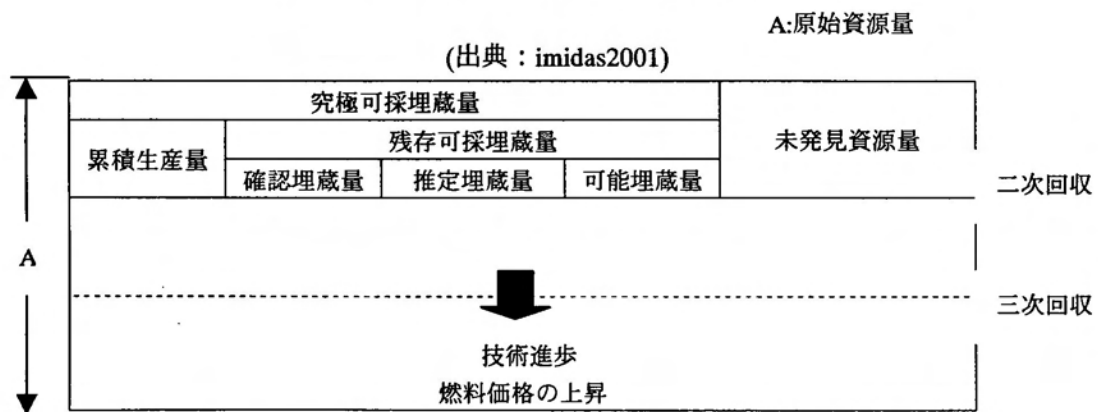 A:原始資源量
(出典：imidas2001)
究極可採埋蔵量
累積生産量
残存可採埋蔵量
未発見資源量
確認埋蔵量
推定埋蔵量
可能埋蔵量
二次回収
A
三次回収
技術進歩
燃料価格の上昇